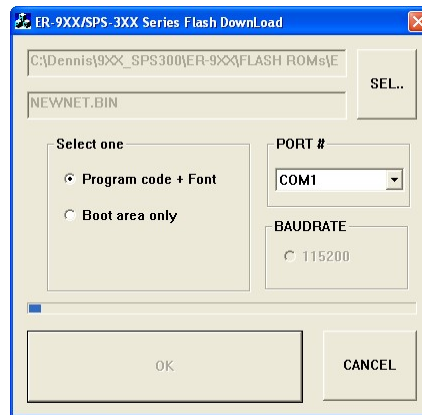 ER-9XX/SPS-3XX Series Flash DownLoad
C:\Dennis\9XX_SPS300\ER-9XX\FLASH ROMs\E
SEL..
NEWNET.BIN
Select one
PORT #
Program code + Font
COM1
Boot area only
BAUDRATE
115200
OK
CANCEL